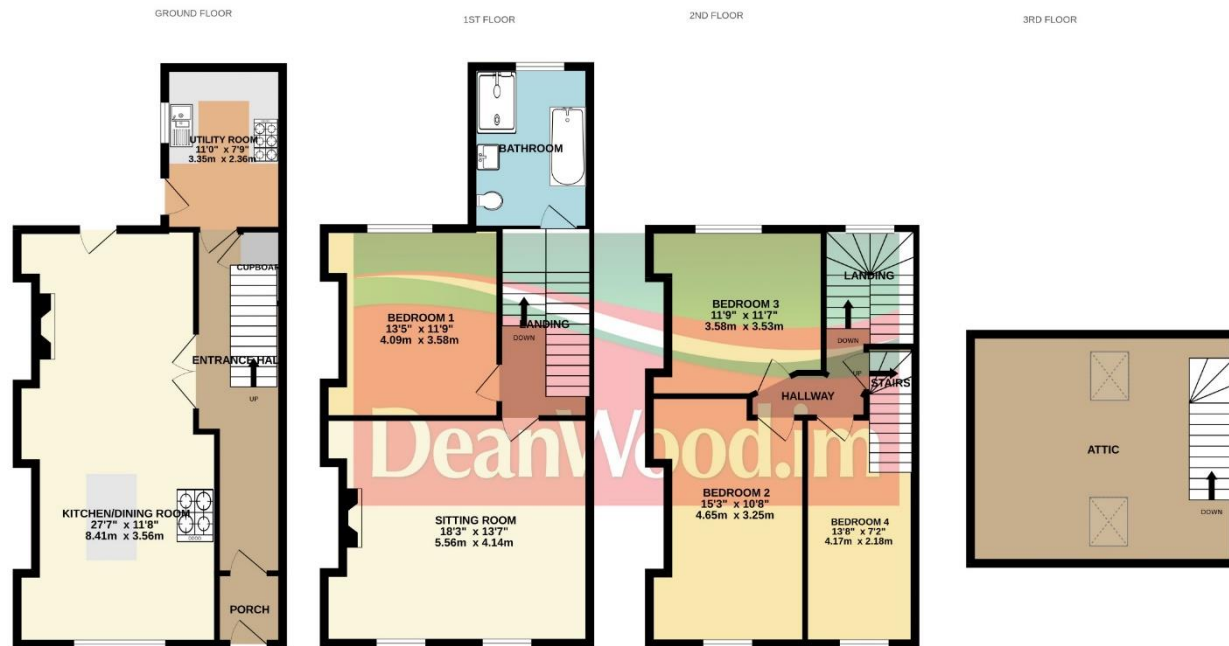 GROUND FLOOR
1ST FLOOR
2ND FLOOR
3RD FLOOR
UTILITY ROOM
11'0" x 7'9"
3.35m x 2.36m
CUPBOAR
ENTRANCE HAL
UP
KITCHEN/DINING ROOM
27'7" x 11'8"
8.41m x 3.56m
PORCH
BATHROOM
BEDROOM 1
13'5" x 11'9"
4.09m x 3.58m
LANDING
DOWN
SITTING ROOM
18'3" x 13'7"
5.56m x 4.14m
BEDROOM 3
11'9" x 11'7"
3.58m x 3.53m
LANDING
DOWN
UP
STAIRS
HALLWAY
BEDROOM 2
15'3" x 10'8"
4.65m x 3.25m
BEDROOM 4
13'8" x 7'2"
4.17m x 2.18m
ATTIC
DOWN
DeanWood.im